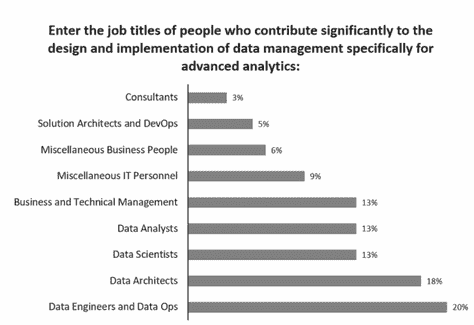 Enter the job titles of people who contribute significantly to the
design and implementation of data management specifically for
advanced analytics:
Consultants 3%
Solution Architects and DevOps 5%
Miscellaneous Business People 6%
Miscellaneous IT Personnel 9%
Business and Technical Management 13%
Data Analysts 13%
Data Scientists 13%
Data Architects 18%
Data Engineers and Data Ops 20%